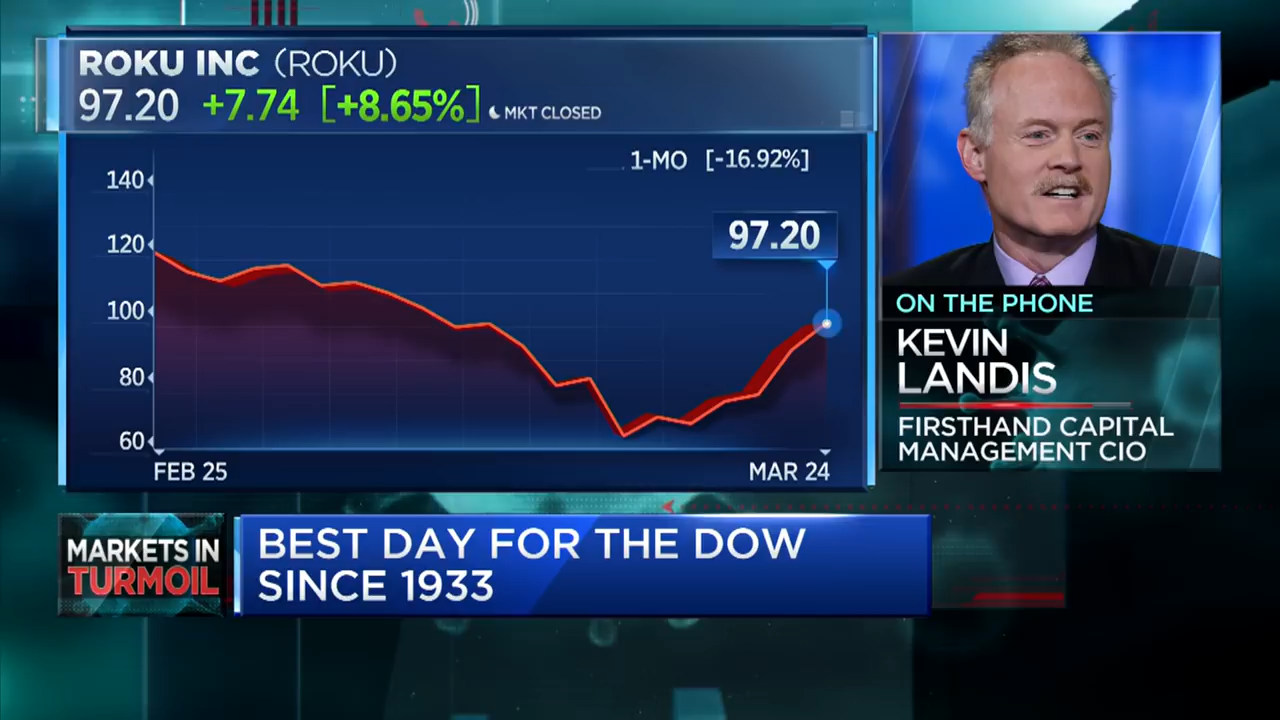 ROKU INC (ROKU)
97.20 +7.74 [+8.65%] MKT CLOSED
1-MO [-16.92%]
140
120
100
80
60
97.20
FEB 25
MAR 24
ON THE PHONE
KEVIN
LANDIS
FIRSTHAND CAPITAL
MANAGEMENT CIO
MARKETS IN
TURMOIL
BEST DAY FOR THE DOW
SINCE 1933